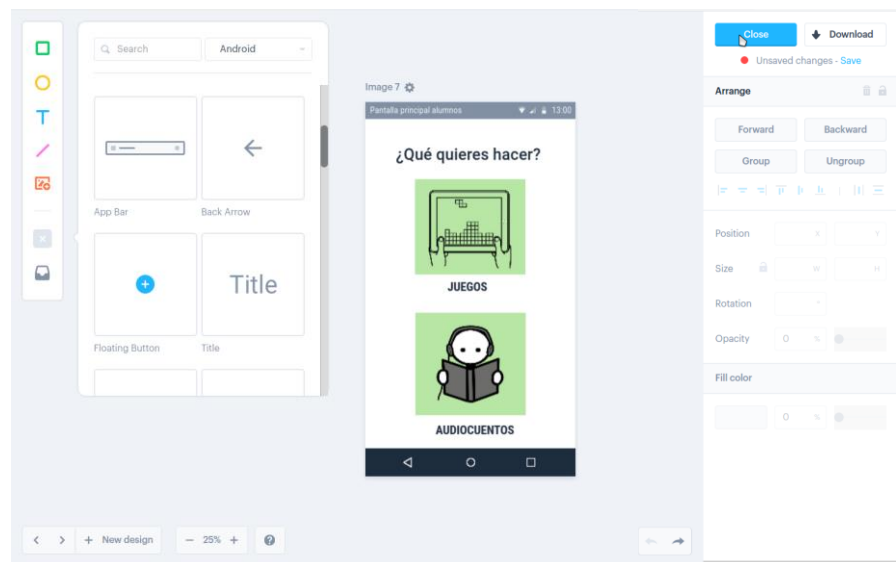 Search
Android
App Bar
Back Arrow
Title
Floating Button
Title
Image 7
Pantalla principal alumnos
13:00
¿Qué quieres hacer?
JUEGOS
AUDIOCUENTOS
New design
25%
Close
Download
Unsaved changes - Save
Arrange
Forward
Backward
Group
Ungroup
Position X Y
Size W H
Rotation °
Opacity 0 %
Fill color
0 %